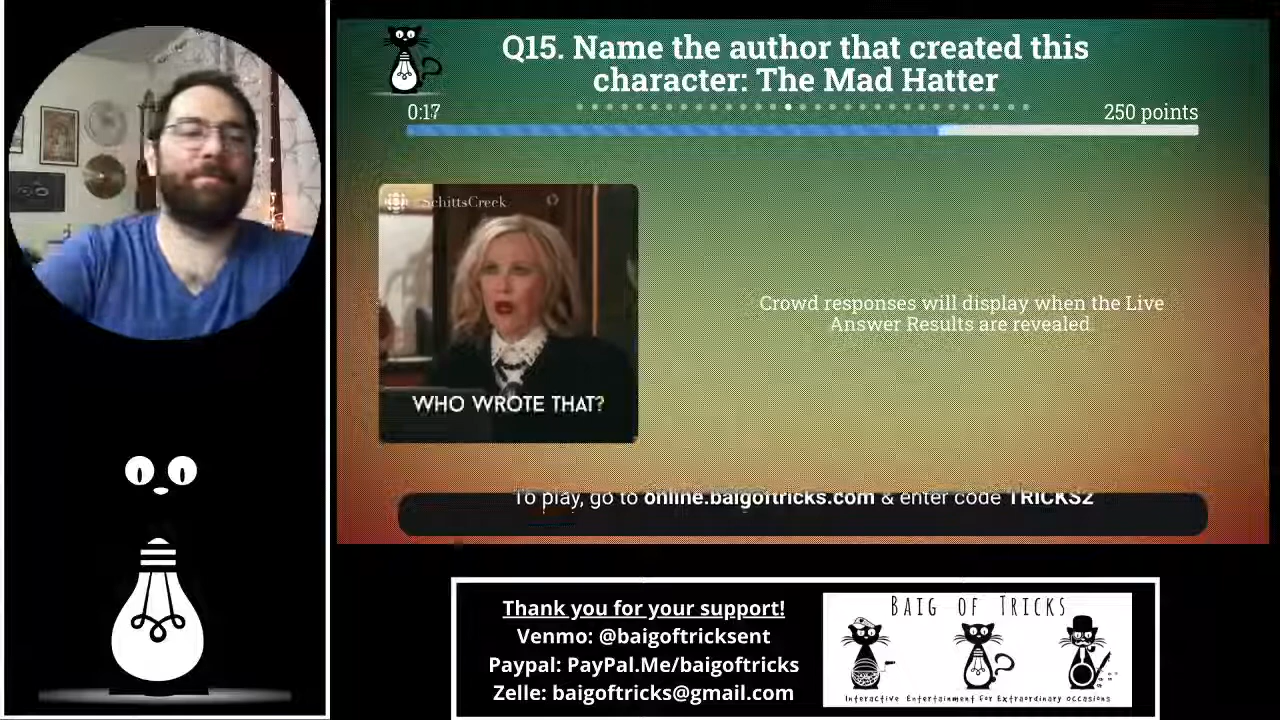 Q15. Name the author that created this
character: The Mad Hatter
0:17
250 points
SchittsCreek
WHO WROTE THAT?
Crowd responses will display when the Live
Answer Results are revealed.
To play, go to online.baigoftricks.com & enter code TRICKS2
Thank you for your support!
Venmo: @baigoftricksent
Paypal: PayPal.Me/baigoftricks
Zelle: baigoftricks@gmail.com
BAIG OF TRICKS
Interactive Entertainment for Extraordinary Occasions